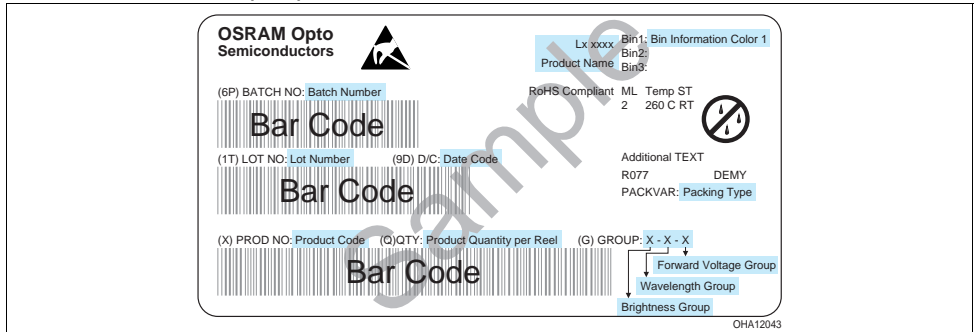 OSRAM Opto
Semiconductors
Lx xxxx
Product Name
Bin1: Bin Information Color 1
Bin2:
Bin3:
(6P) BATCH NO: Batch Number
Bar Code
RoHS Compliant ML Temp ST
2 260 C RT
(1T) LOT NO: Lot Number (9D) D/C: Date Code
Bar Code
Additional TEXT
R077 DEMY
PACKVAR: Packing Type
(X) PROD NO: Product Code (Q)QTY: Product Quantity per Reel (G) GROUP: X - X - X
Bar Code
Forward Voltage Group
Wavelength Group
Brightness Group
Sample
OHA12043